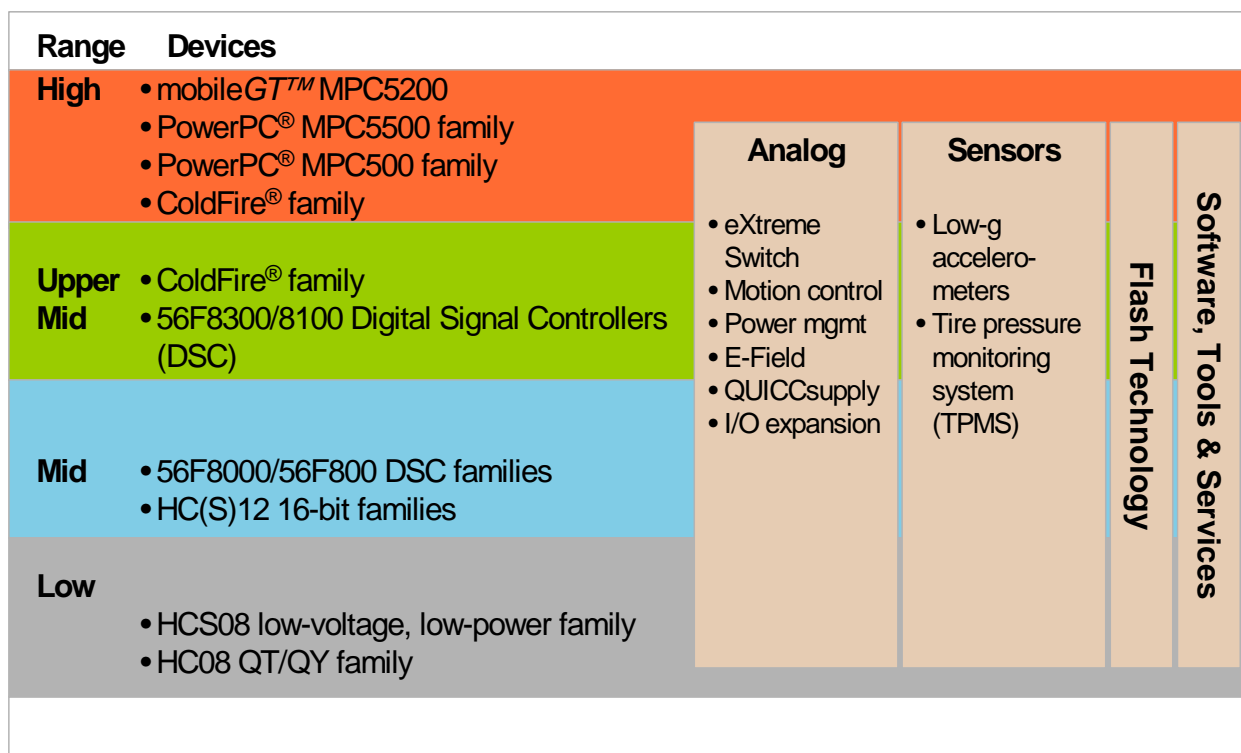 Range Devices
High • mobileGT™ MPC5200
• PowerPC® MPC5500 family
• PowerPC® MPC500 family
• ColdFire® family
Upper • ColdFire® family
Mid • 56F8300/8100 Digital Signal Controllers
(DSC)
Mid • 56F8000/56F800 DSC families
• HC(S)12 16-bit families
Low
• HCS08 low-voltage, low-power family
• HC08 QT/QY family
Analog
• eXtreme
Switch
• Motion control
• Power mgmt
• E-Field
• QUICCsupply
• I/O expansion
Sensors
• Low-g
accelero-
meters
• Tire pressure
monitoring
system
(TPMS)
Flash Technology
Software, Tools & Services